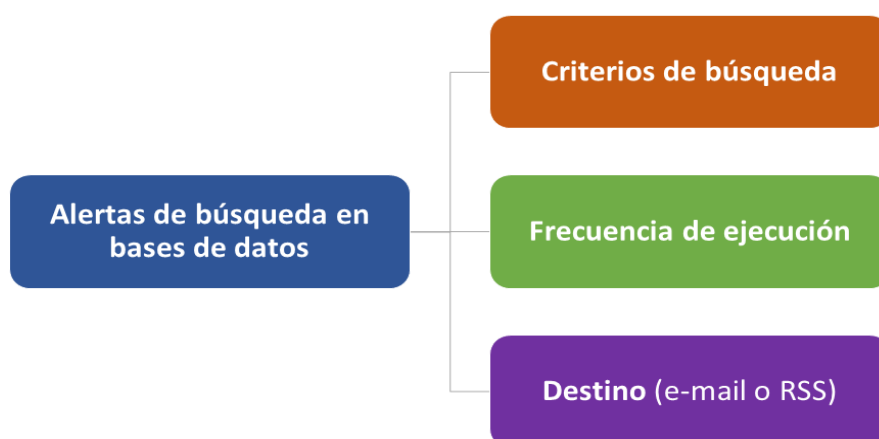 Criterios de búsqueda
Alertas de búsqueda en
bases de datos
Frecuencia de ejecución
Destino (e-mail o RSS)